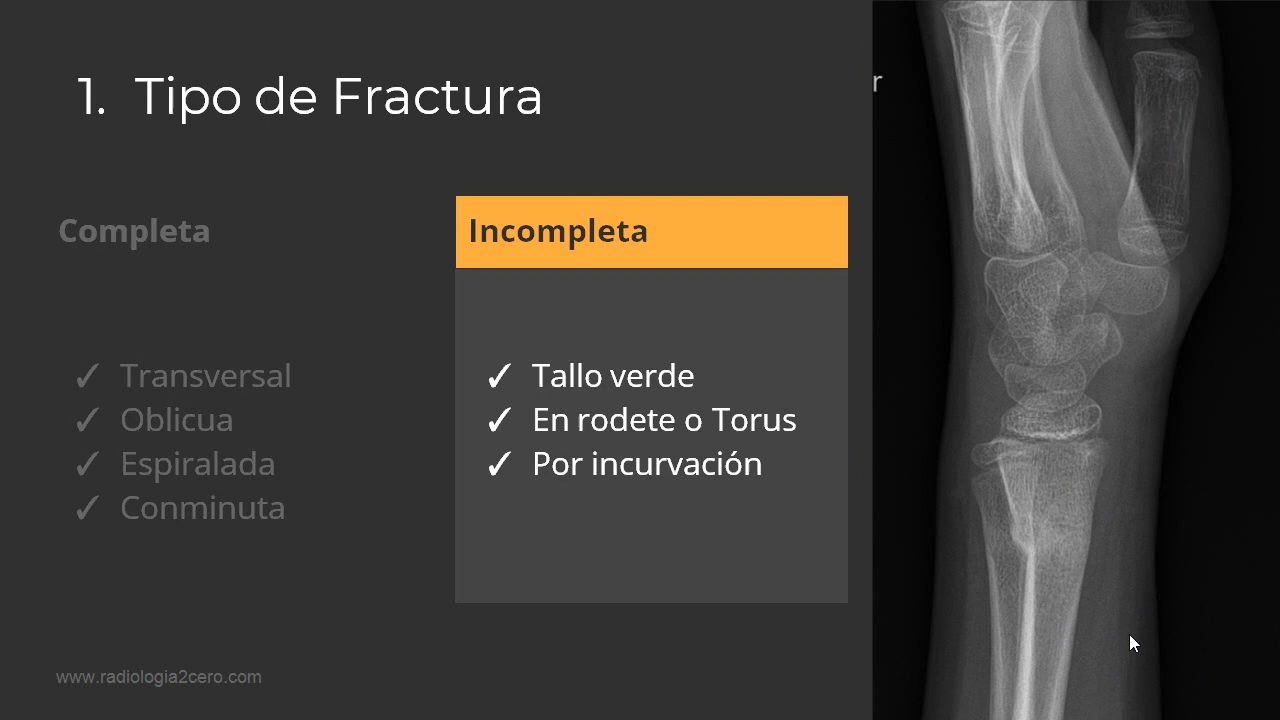 1. Tipo de Fractura
Completa
✓ Transversal
✓ Oblicua
✓ Espiralada
✓ Conminuta
Incompleta
✓ Tallo verde
✓ En rodete o Torus
✓ Por incurvación
r
www.radiologia2cero.com